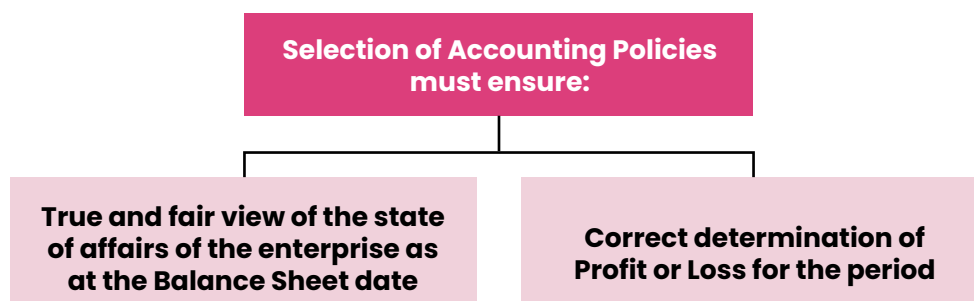 Selection of Accounting Policies
must ensure:
True and fair view of the state
of affairs of the enterprise as
at the Balance Sheet date
Correct determination of
Profit or Loss for the period